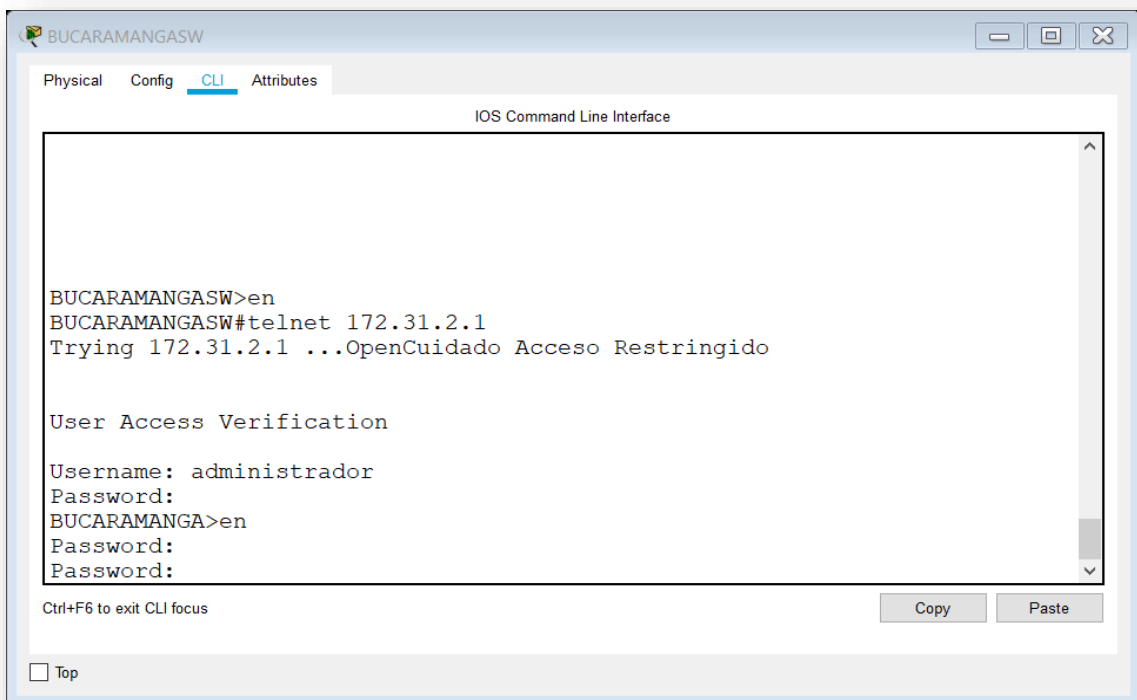 BUCARAMANGASW
Physical Config CLI Attributes
IOS Command Line Interface
BUCARAMANGASW>en
BUCARAMANGASW#telnet 172.31.2.1
Trying 172.31.2.1 ...OpenCuidado Acceso Restringido
User Access Verification
Username: administrador
Password:
BUCARAMANGA>en
Password:
Password:
Ctrl+F6 to exit CLI focus
Copy Paste
Top